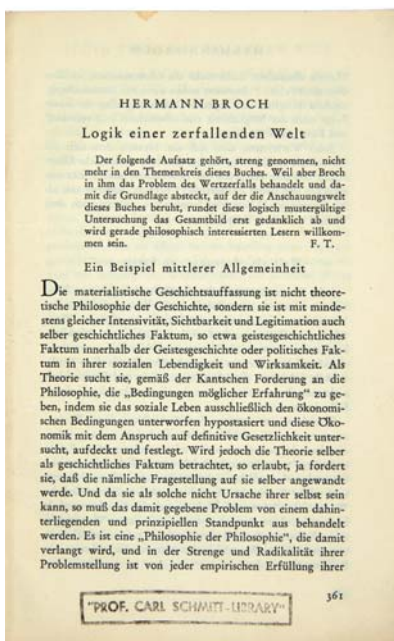 HERMANN BROCH
Logik einer zerfallenden Welt
Der folgende Aufsatz gehört, streng genommen, nicht
mehr in den Themenkreis dieses Buches. Weil aber Broch
in ihm das Problem des Wertzerfalls behandelt und da-
mit die Grundlage absteckt, auf der die Anschauungswelt
dieses Buches beruht, rundet diese logisch mustergültige
Untersuchung das Gesamtbild erst gedanklich ab und
wird gerade philosophisch interessierten Lesern willkom-
men sein. F. T.
Ein Beispiel mittlerer Allgemeinheit
Die materialistische Geschichtsauffassung ist nicht theore-
tische Philosophie der Geschichte, sondern sie ist mit minde-
stens gleicher Intensivität, Sichtbarkeit und Legitimation auch
selber geschichtliches Faktum, so etwa geistesgeschichtliches
Faktum innerhalb der Geistesgeschichte oder politisches Fak-
tum in ihrer sozialen Lebendigkeit und Wirksamkeit. Als
Theorie sucht sie, gemäß der Kantschen Forderung an die
Philosophie, die „Bedingungen möglicher Erfahrung“ zu ge-
ben, indem sie das soziale Leben ausschließlich den ökonomi-
schen Bedingungen unterworfen hypostasiert und diese Öko-
nomik mit dem Anspruch auf definitive Gesetzlichkeit unter-
sucht, aufdeckt und festlegt. Wird jedoch die Theorie selber
als geschichtliches Faktum betrachtet, so erlaubt, ja fordert
sie, daß die nämliche Fragestellung auf sie selber angewandt
werde. Und da sie als solche nicht Ursache ihrer selbst sein
kann, so muß das damit gegebene Problem von einem dahin-
terliegenden und prinzipiellen Standpunkt aus behandelt
werden. Es ist eine „Philosophie der Philosophie“, die damit
verlangt wird, und in der Strenge und Radikalität ihrer
Problemstellung ist von jeder empirischen Erfüllung ihrer
361
"PROF. CARL SCHMITT-LIBRARY"